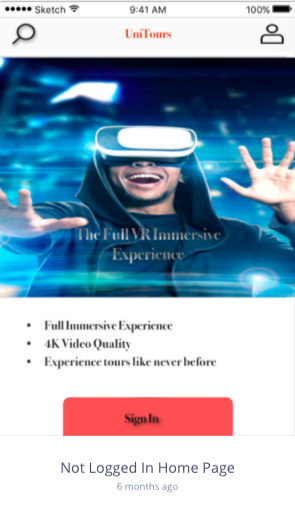 Sketch 9:41 AM 100%
UniTours
The Full VR Immersive
Experience
• Full Immersive Experience
• 4K Video Quality
• Experience tours like never before
Sign In
Not Logged In Home Page
6 months ago